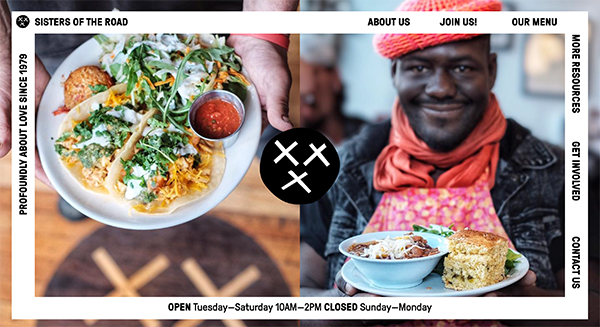 SISTERS OF THE ROAD
ABOUT US
JOIN US!
OUR MENU
PROFOUNDLY ABOUT LOVE SINCE 1979
MORE RESOURCES
GET INVOLVED
CONTACT US
OPEN Tuesday—Saturday 10AM—2PM CLOSED Sunday—Monday